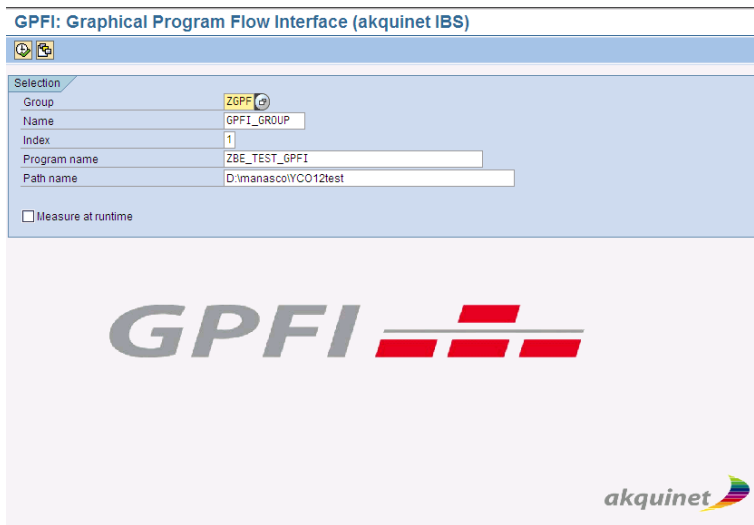 GPFI: Graphical Program Flow Interface (akquinet IBS)
Selection
Group ZGPF
Name GPFI_GROUP
Index 1
Program name ZBE_TEST_GPFI
Path name D:\manasco\YCO12test
Measure at runtime
GPFI
akquinet